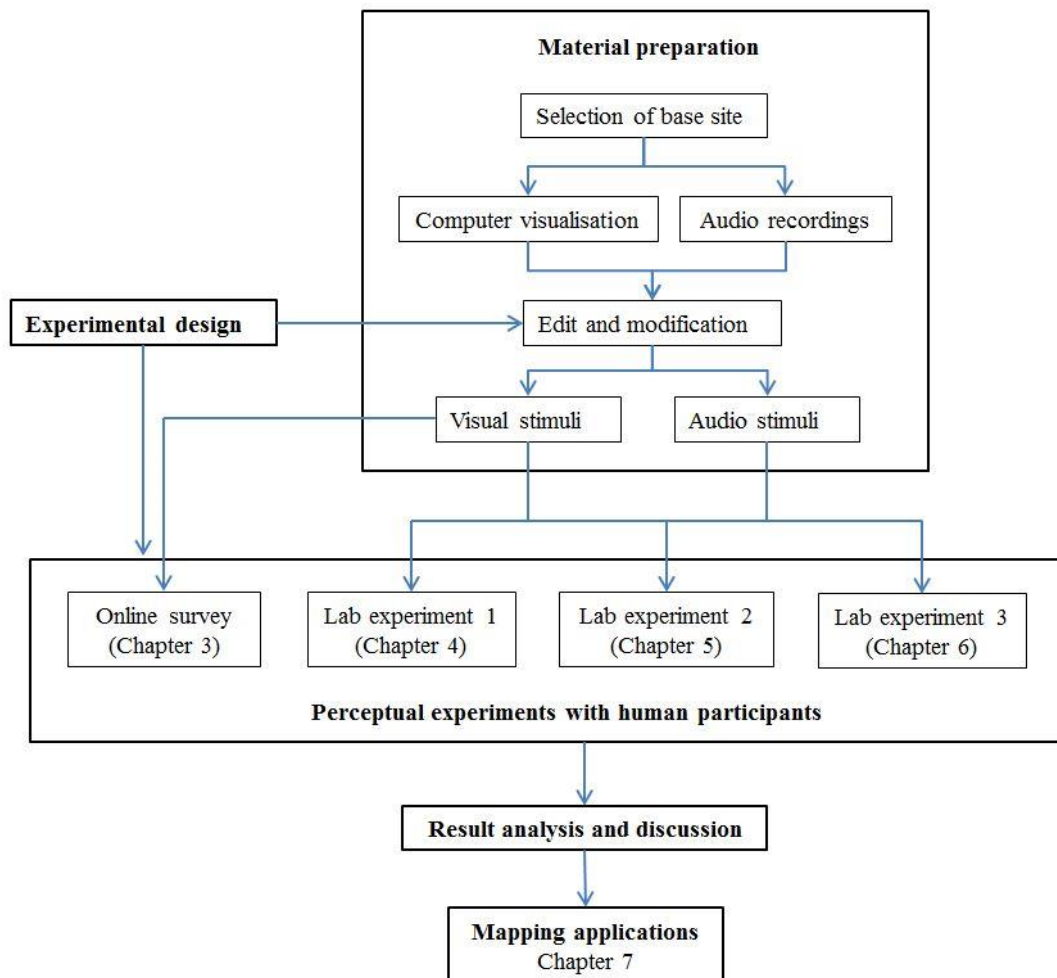 Material preparation
Selection of base site
Computer visualisation
Audio recordings
Experimental design
Edit and modification
Visual stimuli
Audio stimuli
Online survey
(Chapter 3)
Lab experiment 1
(Chapter 4)
Lab experiment 2
(Chapter 5)
Lab experiment 3
(Chapter 6)
Perceptual experiments with human participants
Result analysis and discussion
Mapping applications
Chapter 7